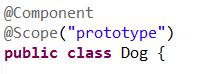 @Component
@Scope("prototype")
public class Dog {